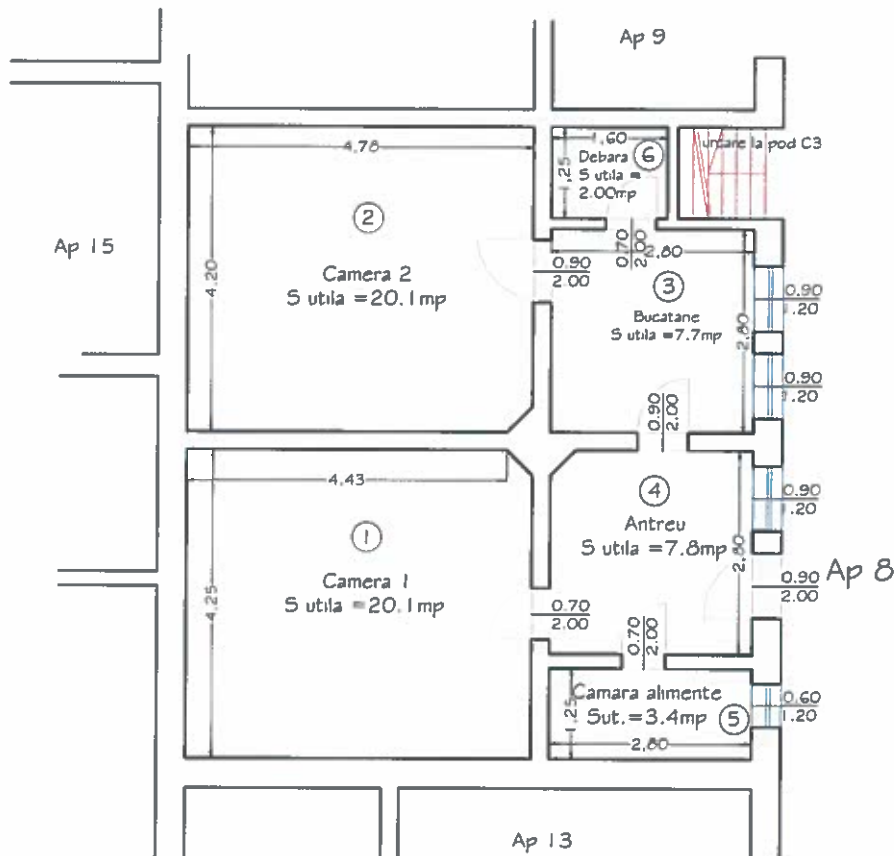 Ap 9
1,60
6
Debara
S utila =
2.00mp
1,25
urcare la pod C3
4,78
2
Ap 15
Camera 2
S utila =20.1mp
4,20
0.90
2.00
0.70
2.00
2,80
3
Bucatarie
S utila =7.7mp
2,80
0.90
1.20
0.90
1.20
0.90
2.00
4,43
4
Antreu
S utila =7.8mp
2,80
0.90
1.20
1
Camera 1
S utila =20.1mp
4,25
Ap 8
0.90
2.00
0.70
2.00
0.70
2.00
Camara alimente
Sut.=3.4mp
5
1,25
2,80
0.60
1.20
Ap 13